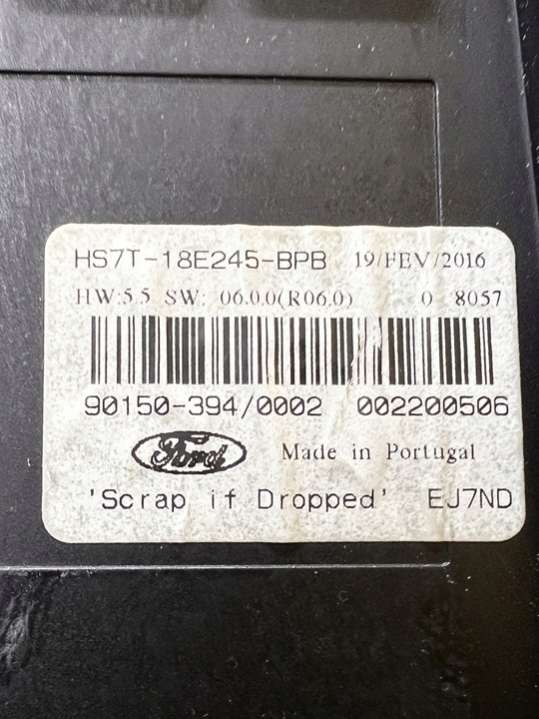 HS7T-18E245-BPB 19/FEV/2016
HW:5.5 SW: 06.0.0(R06.0) 0 8057
90150-394/0002 002200506
Ford Made in Portugal
'Scrap if Dropped' EJ7ND